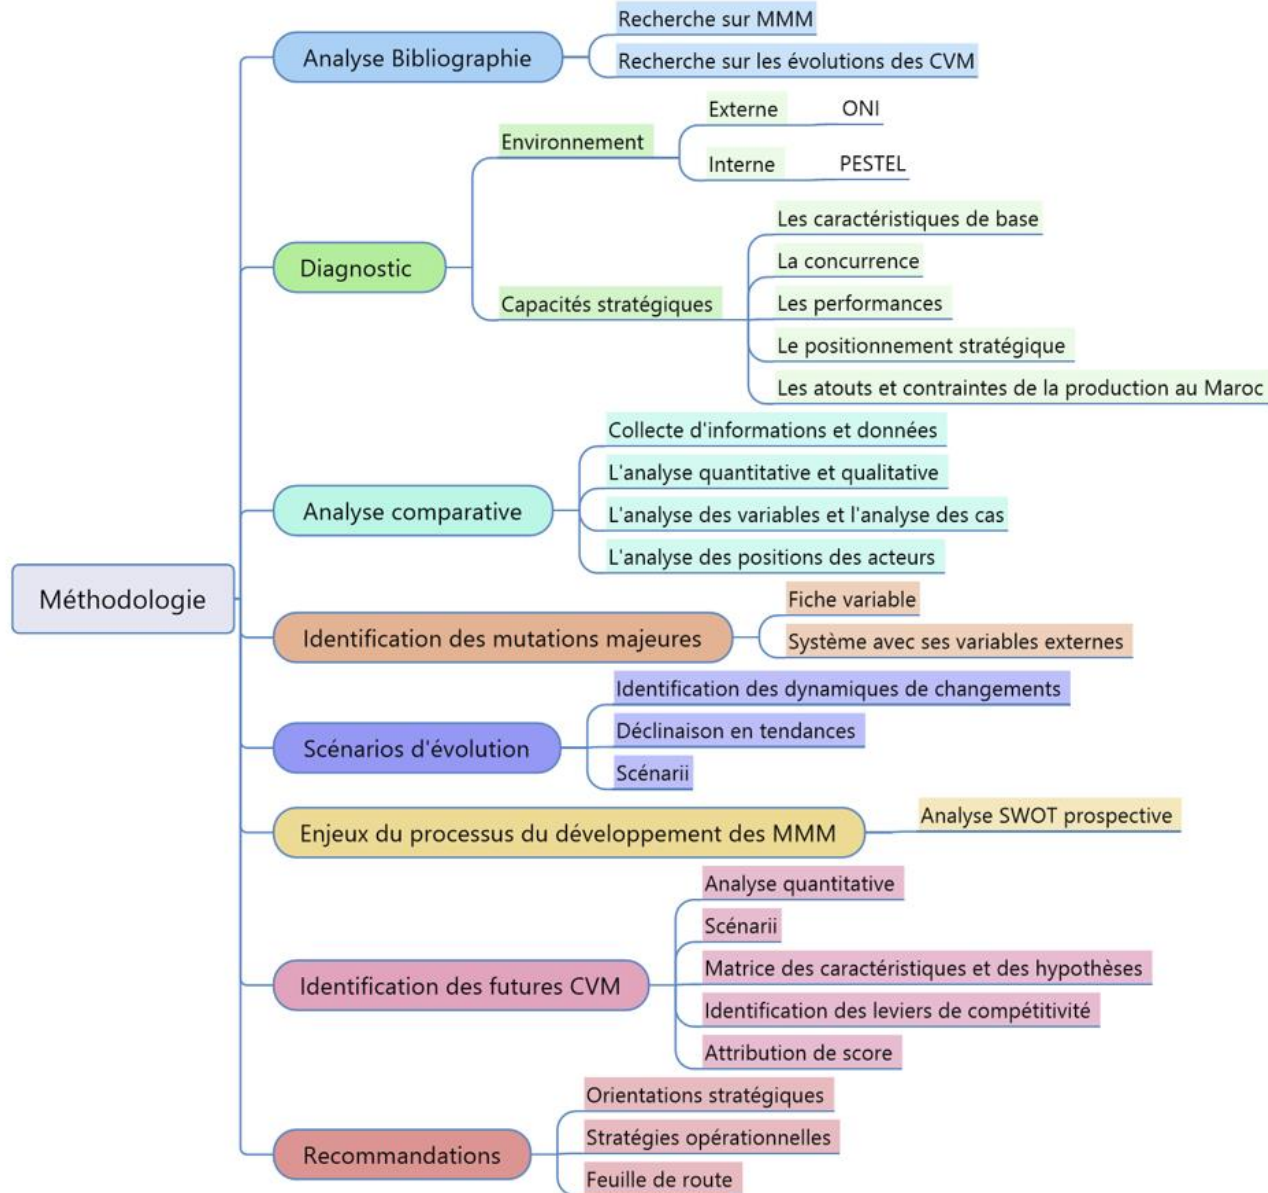 Méthodologie
Analyse Bibliographie
Recherche sur MMM
Recherche sur les évolutions des CVM
Diagnostic
Environnement
Externe
ONI
Interne
PESTEL
Capacités stratégiques
Les caractéristiques de base
La concurrence
Les performances
Le positionnement stratégique
Les atouts et contraintes de la production au Maroc
Analyse comparative
Collecte d'informations et données
L'analyse quantitative et qualitative
L'analyse des variables et l'analyse des cas
L'analyse des positions des acteurs
Identification des mutations majeures
Fiche variable
Système avec ses variables externes
Scénarios d'évolution
Identification des dynamiques de changements
Déclinaison en tendances
Scénarii
Enjeux du processus du développement des MMM
Analyse SWOT prospective
Identification des futures CVM
Analyse quantitative
Scénarii
Matrice des caractéristiques et des hypothèses
Identification des leviers de compétitivité
Attribution de score
Recommandations
Orientations stratégiques
Stratégies opérationnelles
Feuille de route